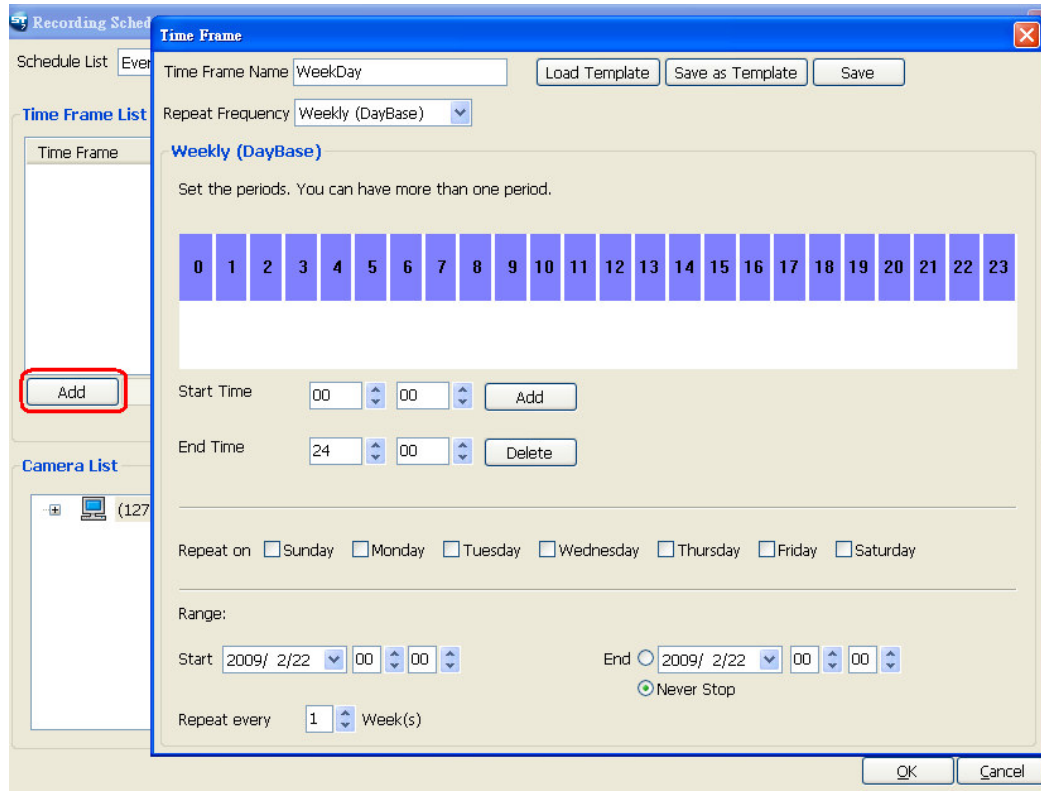 Recording Sched
Schedule List Ever
Time Frame List
Time Frame
Add
Camera List
(127
Time Frame
Time Frame Name WeekDay Load Template Save as Template Save
Repeat Frequency Weekly (DayBase)
Weekly (DayBase)
Set the periods. You can have more than one period.
0 1 2 3 4 5 6 7 8 9 10 11 12 13 14 15 16 17 18 19 20 21 22 23
Start Time 00 00 Add
End Time 24 00 Delete
Repeat on Sunday Monday Tuesday Wednesday Thursday Friday Saturday
Range:
Start 2009/ 2/22 00 00 End 2009/ 2/22 00 00
Never Stop
Repeat every 1 Week(s)
OK Cancel